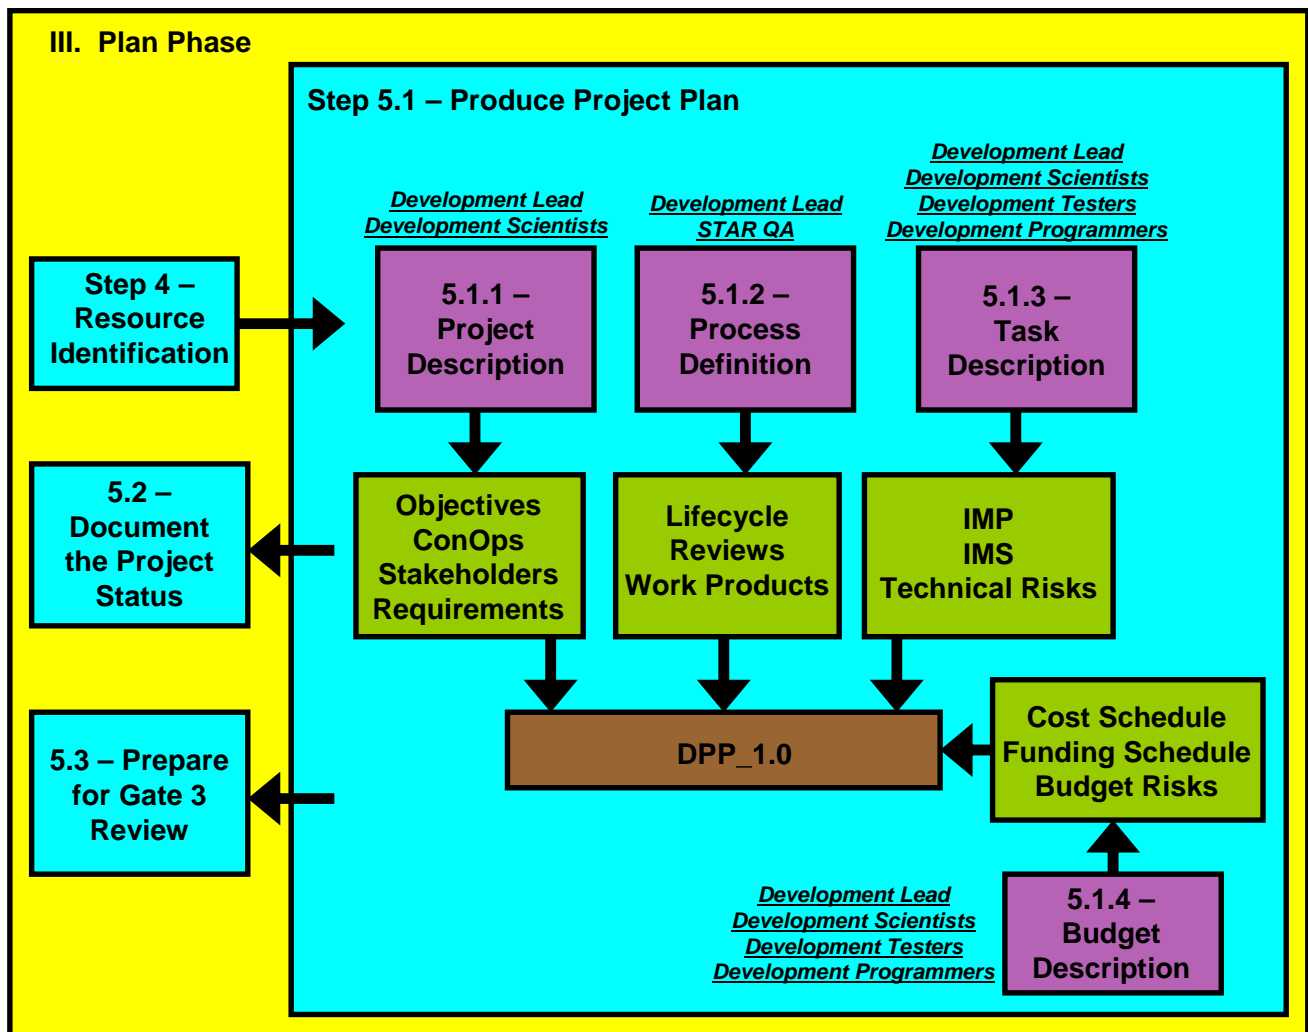 III.  Plan Phase
Step 5.1 – Produce Project Plan
Development Lead
Development Scientists
Development Lead
STAR QA
Development Lead
Development Scientists
Development Testers
Development Programmers
Step 4 –
Resource
Identification
5.1.1 –
Project
Description
5.1.2 –
Process
Definition
5.1.3 –
Task
Description
5.2 –
Document
the Project
Status
Objectives
ConOps
Stakeholders
Requirements
Lifecycle
Reviews
Work Products
IMP
IMS
Technical Risks
5.3 – Prepare
for Gate 3
Review
DPP_1.0
Cost Schedule
Funding Schedule
Budget Risks
Development Lead
Development Scientists
Development Testers
Development Programmers
5.1.4 –
Budget
Description